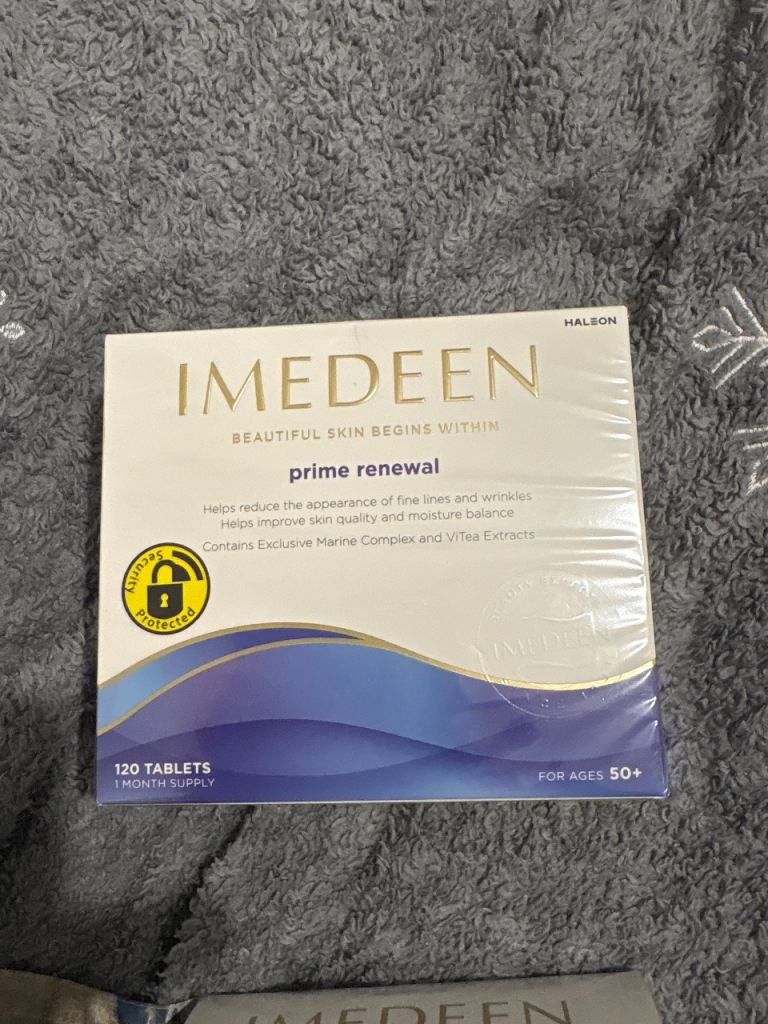 HALEON
IMEDEEN
BEAUTIFUL SKIN BEGINS WITHIN
prime renewal
Helps reduce the appearance of fine lines and wrinkles
Helps improve skin quality and moisture balance
Contains Exclusive Marine Complex and ViTea Extracts
Security
Protected
IMEDEEN
120 TABLETS
1 MONTH SUPPLY
FOR AGES 50+
IMEDEEN